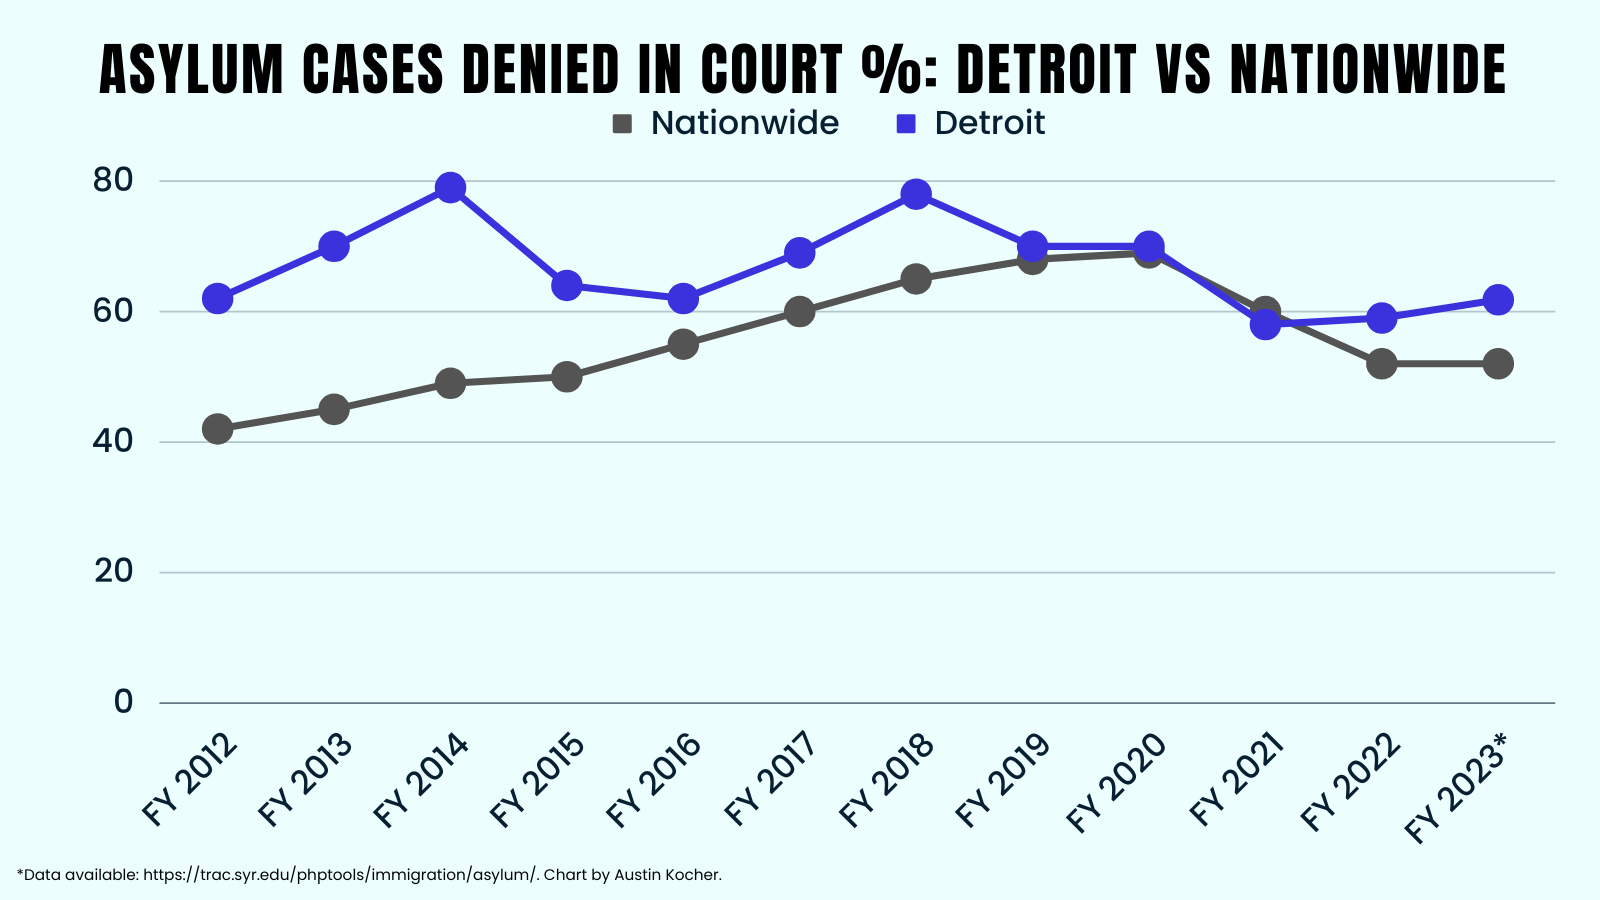 ASYLUM CASES DENIED IN COURT %: DETROIT VS NATIONWIDE
Nationwide Detroit
80
60
40
20
0
FY 2012 FY 2013 FY 2014 FY 2015 FY 2016 FY 2017 FY 2018 FY 2019 FY 2020 FY 2021 FY 2022 FY 2023*
*Data available: https://trac.syr.edu/phptools/immigration/asylum/. Chart by Austin Kocher.